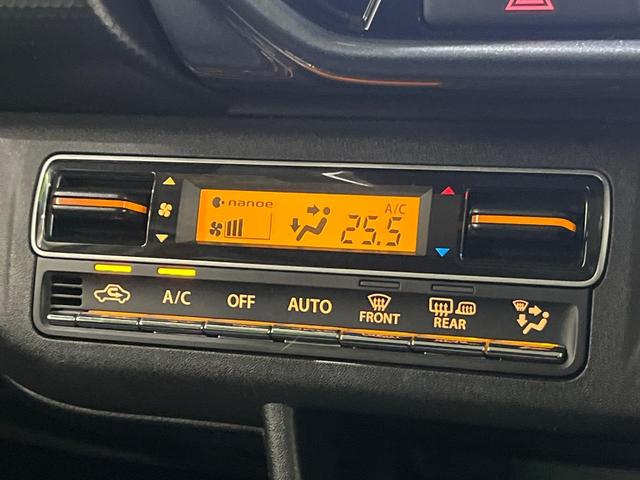 nanoe
A/C
25.5
A/C
OFF
AUTO
FRONT
REAR